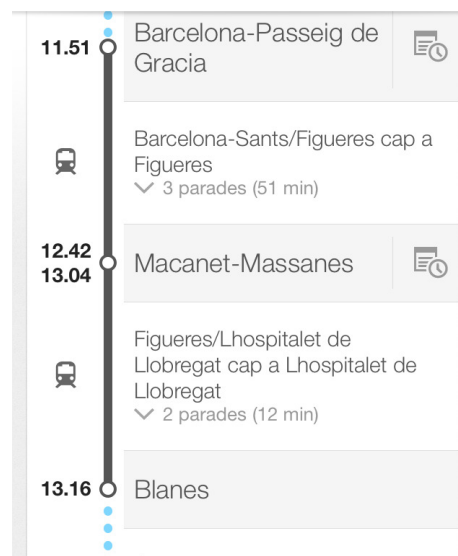 11.51
Barcelona-Passeig de
Gracia
Barcelona-Sants/Figueres cap a
Figueres
3 parades (51 min)
12.42
13.04
Macanet-Massanes
Figueres/Lhospitalet de
Llobregat cap a Lhospitalet de
Llobregat
2 parades (12 min)
13.16
Blanes